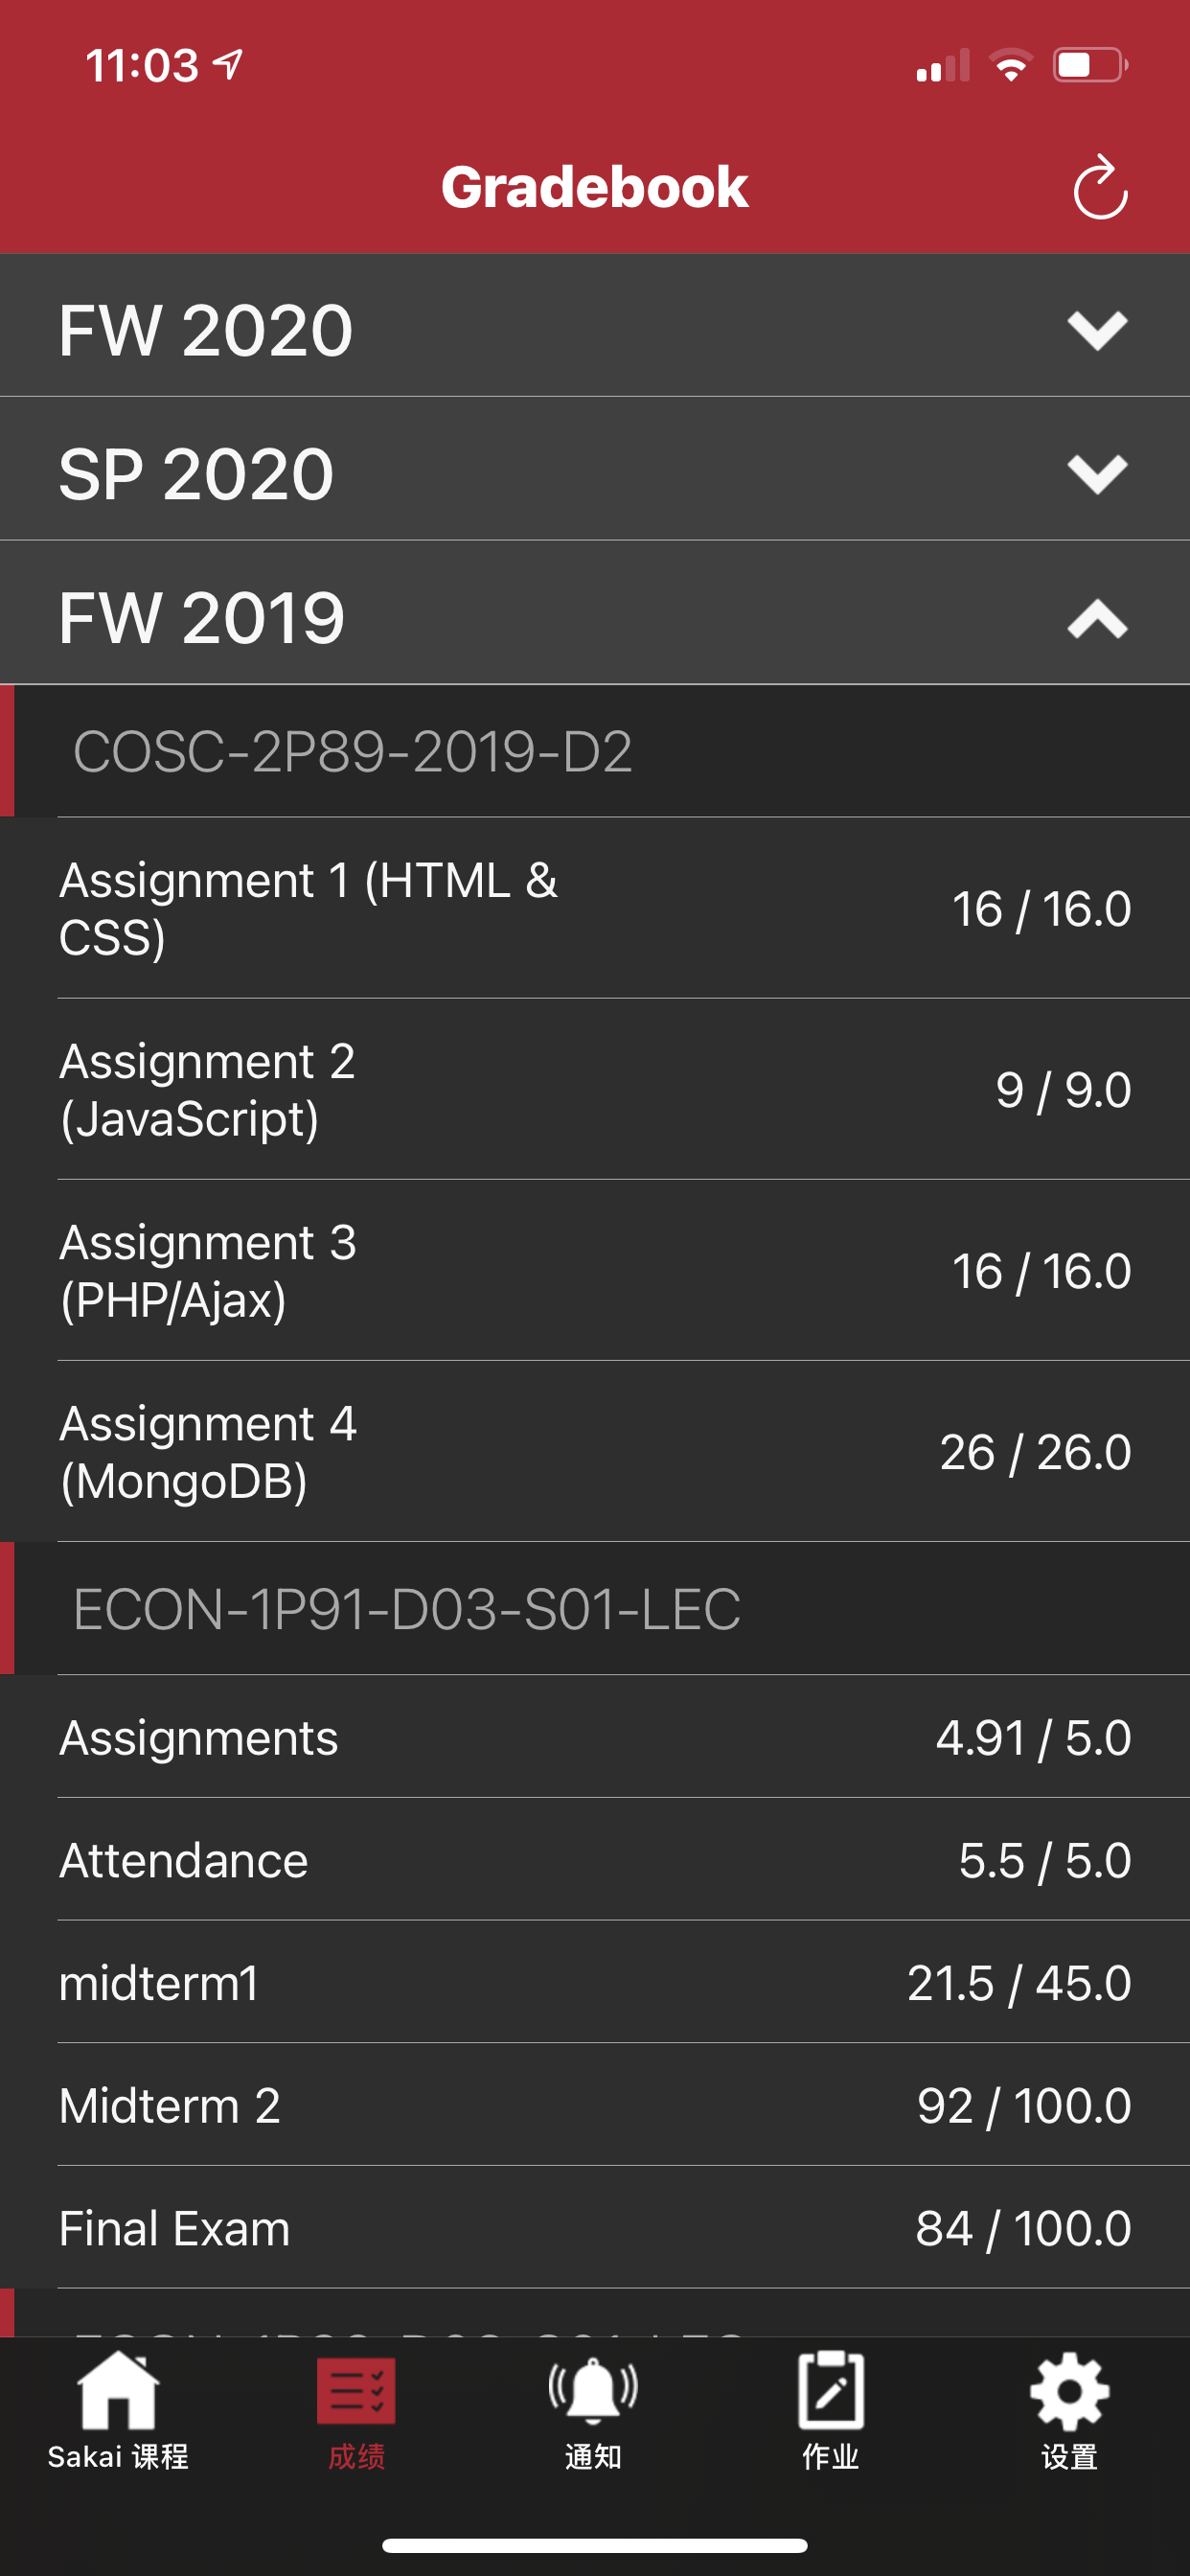 11:03
Gradebook
FW 2020
SP 2020
FW 2019
COSC-2P89-2019-D2
Assignment 1 (HTML &
CSS)
16 / 16.0
Assignment 2
(JavaScript)
9 / 9.0
Assignment 3
(PHP/Ajax)
16 / 16.0
Assignment 4
(MongoDB)
26 / 26.0
ECON-1P91-D03-S01-LEC
Assignments
4.91 / 5.0
Attendance
5.5 / 5.0
midterm1
21.5 / 45.0
Midterm 2
92 / 100.0
Final Exam
84 / 100.0
Sakai 课程
成绩
通知
作业
设置